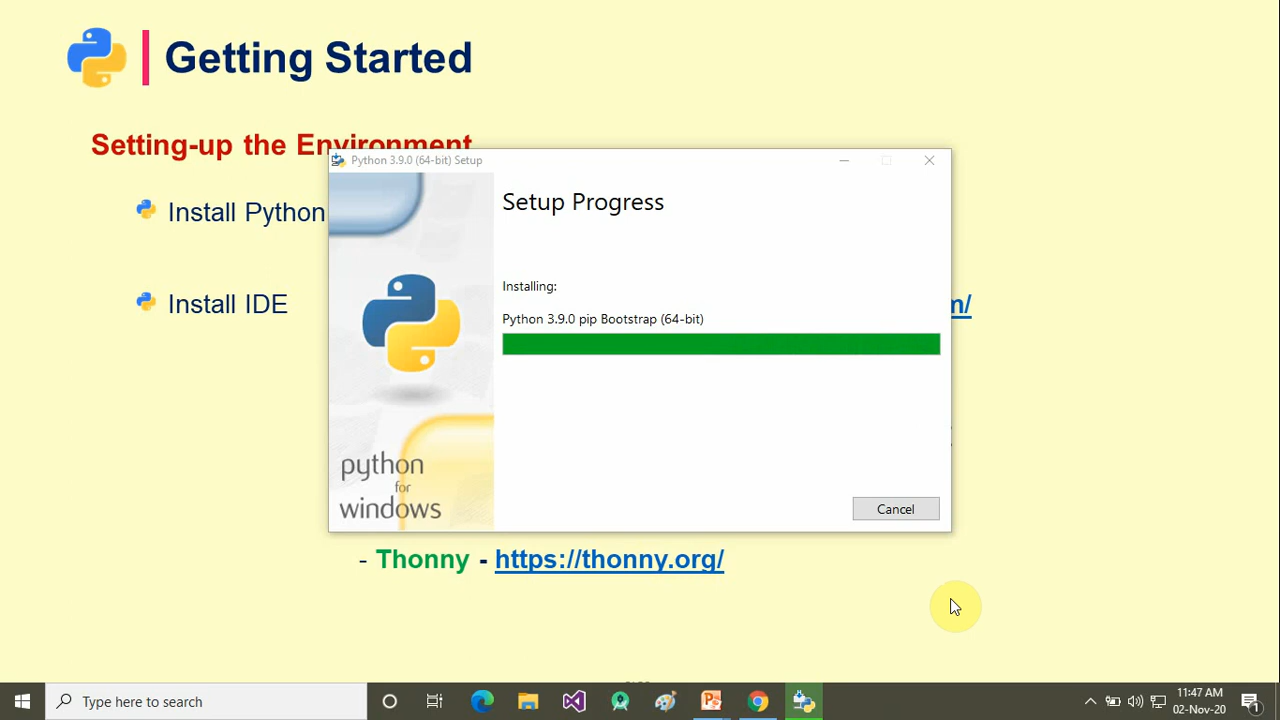 Getting Started
Setting-up the Environment
Python 3.9.0 (64-bit) Setup
Setup Progress
Install Python
Installing:
Install IDE
m/
Python 3.9.0 pip Bootstrap (64-bit)
python
for
windows
Cancel
- Thonny - https://thonny.org/
Type here to search
11:47 AM
02-Nov-20
1